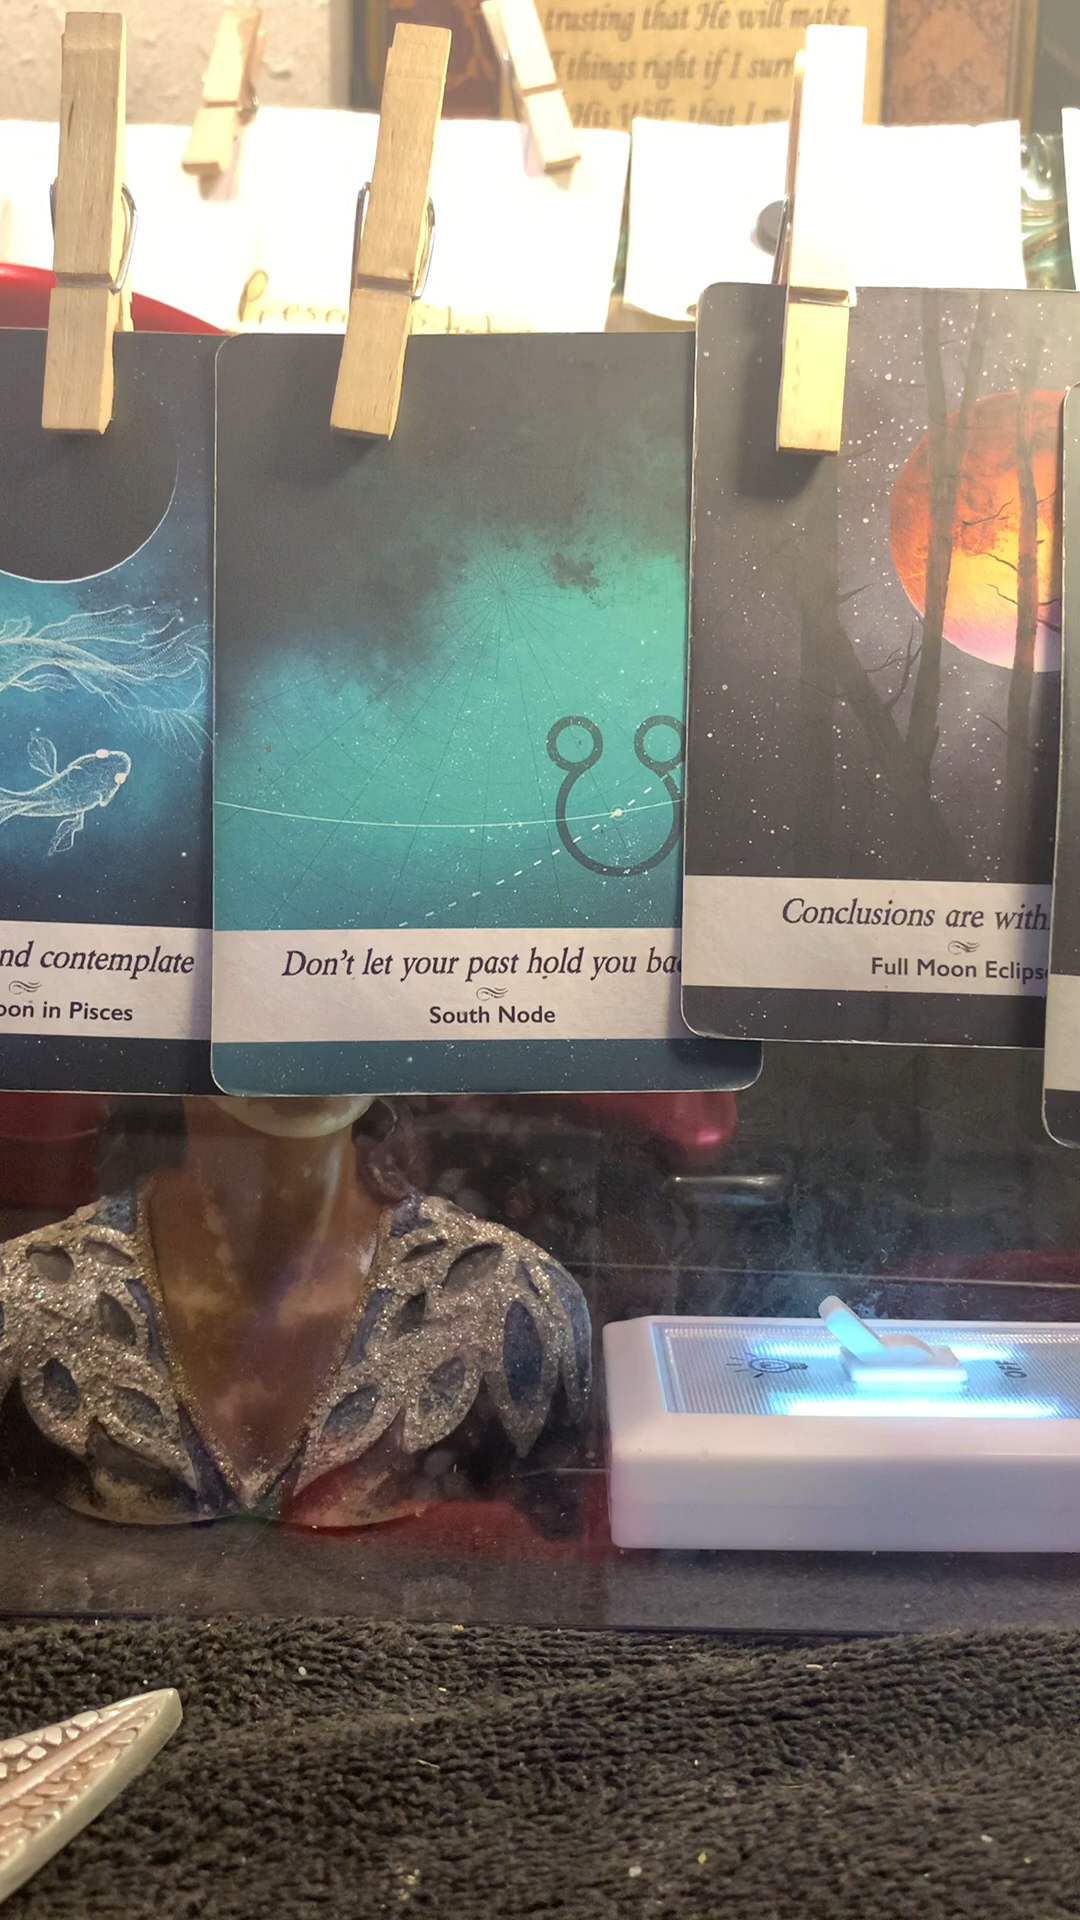 trusting that He will make
things right if I surr
His Will; that I m
nd contemplate
oon in Pisces
Don't let your past hold you ba
South Node
Conclusions are with
Full Moon Eclips
OFF